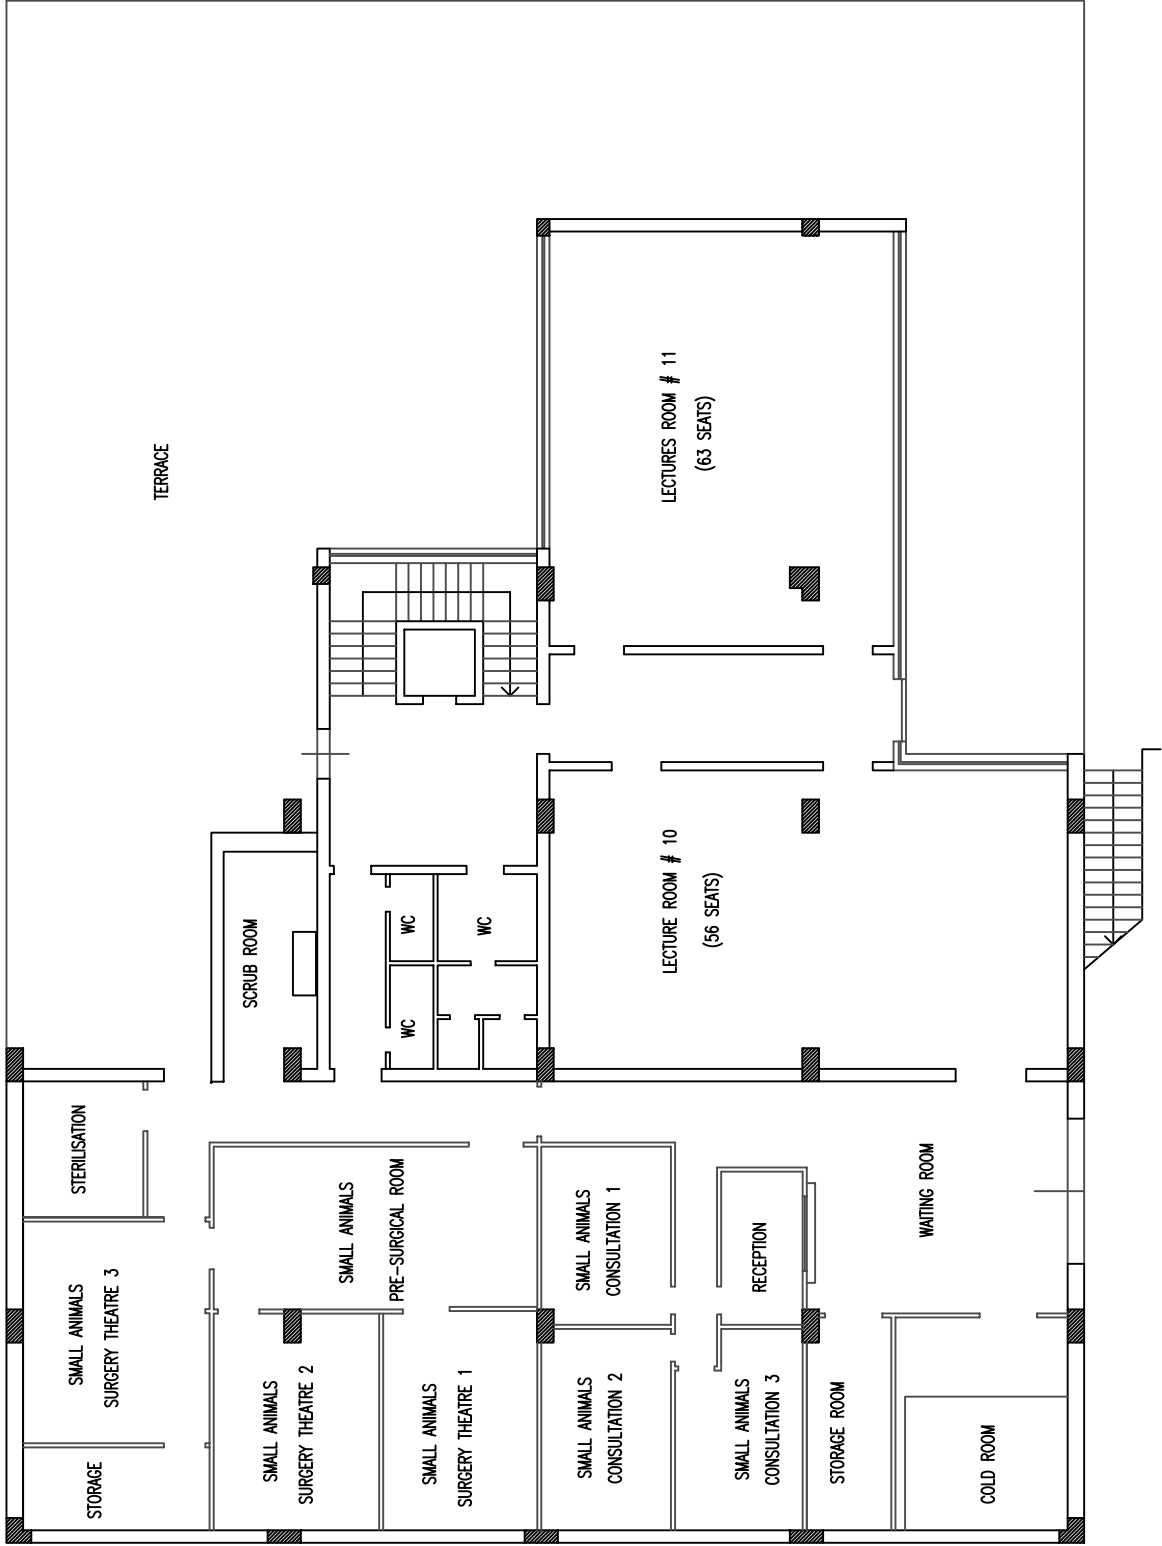 STORAGE
SMALL ANIMALS
SURGERY THEATRE 3
STERILISATION
TERRACE
SMALL ANIMALS
SURGERY THEATRE 2
SCRUB ROOM
SMALL ANIMALS
PRE-SURGICAL ROOM
SMALL ANIMALS
SURGERY THEATRE 1
WC
WC
WC
SMALL ANIMALS
CONSULTATION 2
SMALL ANIMALS
CONSULTATION 1
LECTURE ROOM # 10
(56 SEATS)
LECTURES ROOM # 11
(63 SEATS)
SMALL ANIMALS
CONSULTATION 3
RECEPTION
STORAGE ROOM
WAITING ROOM
COLD ROOM